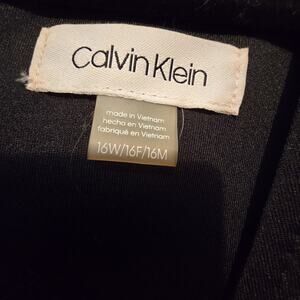 Calvin Klein
made in Vietnam
hecho en Vietnam
fabriqué en Vietnam
16W/16F/16M